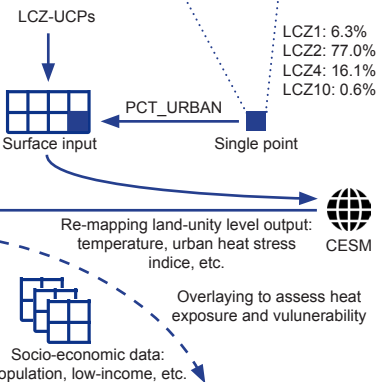 LCZ-UCPs
LCZ1: 6.3%
LCZ2: 77.0%
LCZ4: 16.1%
LCZ10: 0.6%
PCT_URBAN
Surface input
Single point
Re-mapping land-unity level output:
temperature, urban heat stress
indice, etc.
CESM
Overlaying to assess heat
exposure and vulunerability
Socio-economic data:
opulation, low-income, etc.